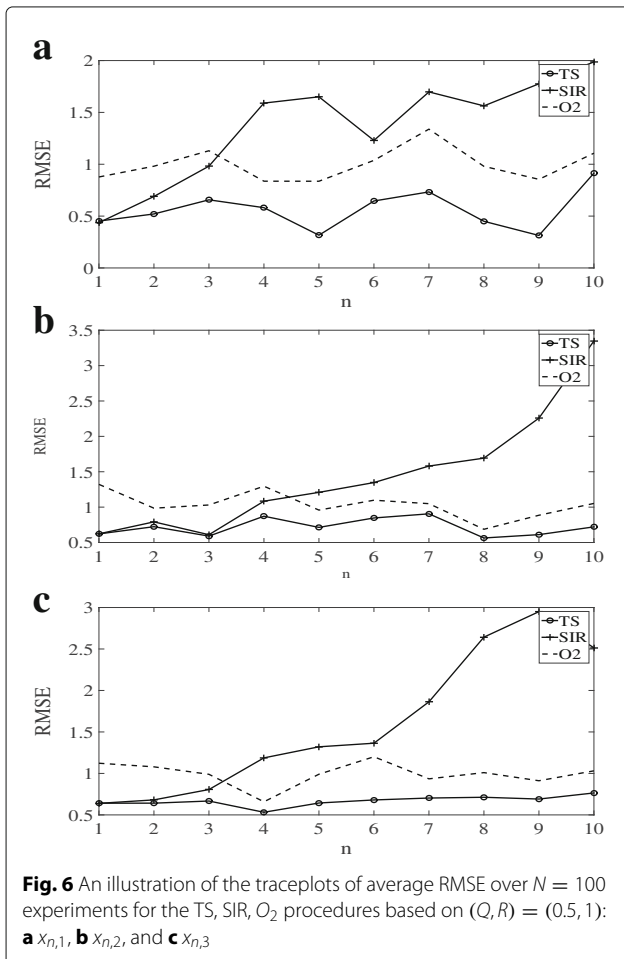 a
2
1.5
1
0.5
0
RMSE
TS
SIR
O2
1 2 3 4 5 6 7 8 9 10
n
b
3.5
3
2.5
2
1.5
1
0.5
RMSE
TS
SIR
O2
1 2 3 4 5 6 7 8 9 10
n
c
3
2.5
2
1.5
1
0.5
RMSE
TS
SIR
O2
1 2 3 4 5 6 7 8 9 10
n
Fig. 6 An illustration of the traceplots of average RMSE over N = 100
experiments for the TS, SIR, O₂ procedures based on (Q, R) = (0.5, 1):
a xₙ,₁, b xₙ,₂, and c xₙ,₃